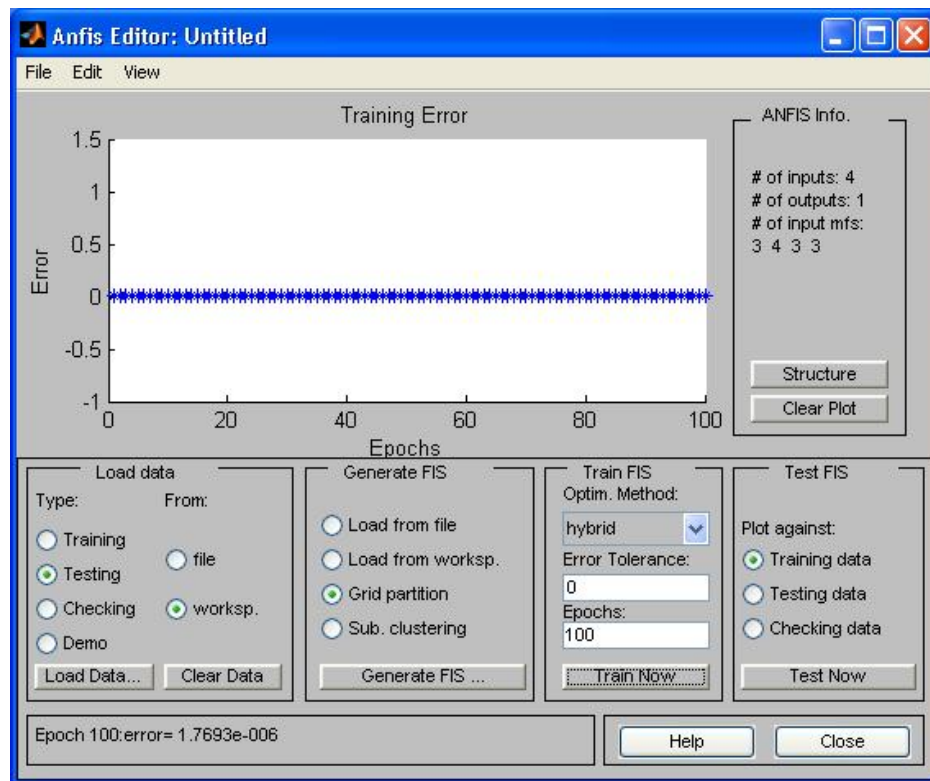 Anfis Editor: Untitled
File Edit View
Training Error
1.5
1
0.5
0
-0.5
-1
Error
0 20 40 60 80 100
Epochs
ANFIS Info.
# of inputs: 4
# of outputs: 1
# of input mfs:
3 4 3 3
Structure
Clear Plot
Load data
Type: From:
Training
Testing
Checking
Demo
file
worksp.
Load Data... Clear Data
Generate FIS
Load from file
Load from worksp.
Grid partition
Sub. clustering
Generate FIS ...
Train FIS
Optim. Method:
hybrid
Error Tolerance:
0
Epochs:
100
Train Now
Test FIS
Plot against:
Training data
Testing data
Checking data
Test Now
Epoch 100:error= 1.7693e-006
Help Close